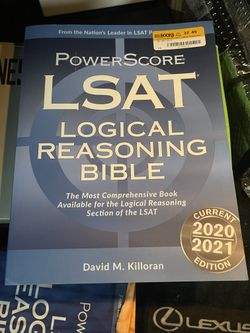 From the Nation's Leader in LSAT
POWERSCORE
LSAT
LOGICAL
REASONING
BIBLE
The Most Comprehensive Book
Available for the Logical Reasoning
Section of the LSAT
CURRENT
2020
2021
EDITION
David M. Killoran
LEXUS